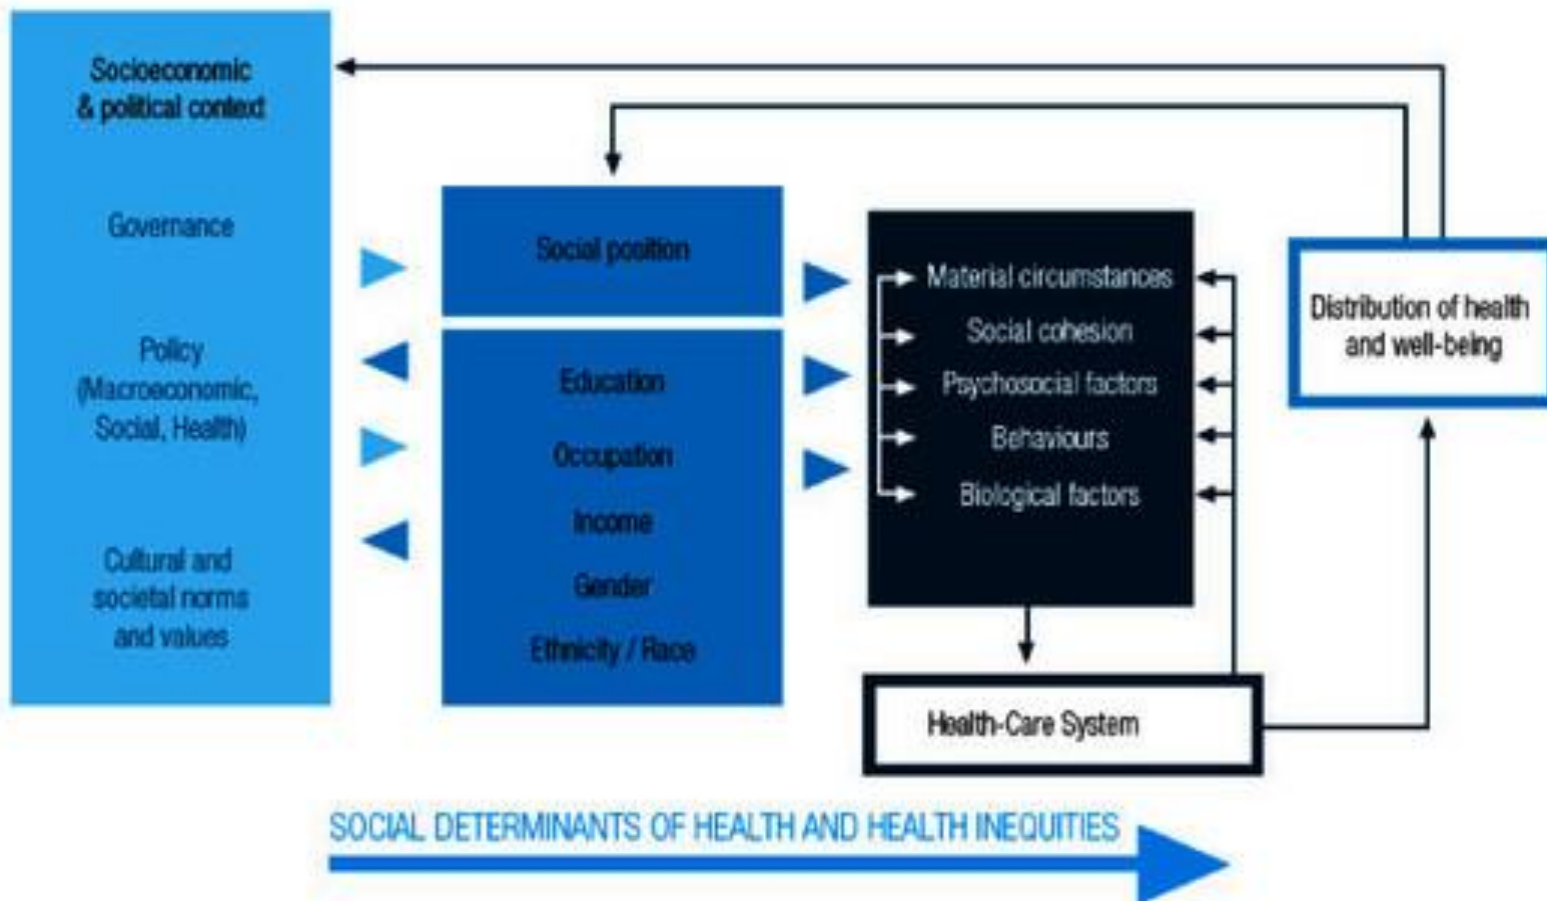 Socioeconomic
& political context
Governance
Policy
(Macroeconomic,
Social, Health)
Cultural and
societal norms
and values
Social position
Education
Occupation
Income
Gender
Ethnicity / Race
Material circumstances
Social cohesion
Psychosocial factors
Behaviours
Biological factors
Health-Care System
Distribution of health
and well-being
SOCIAL DETERMINANTS OF HEALTH AND HEALTH INEQUITIES